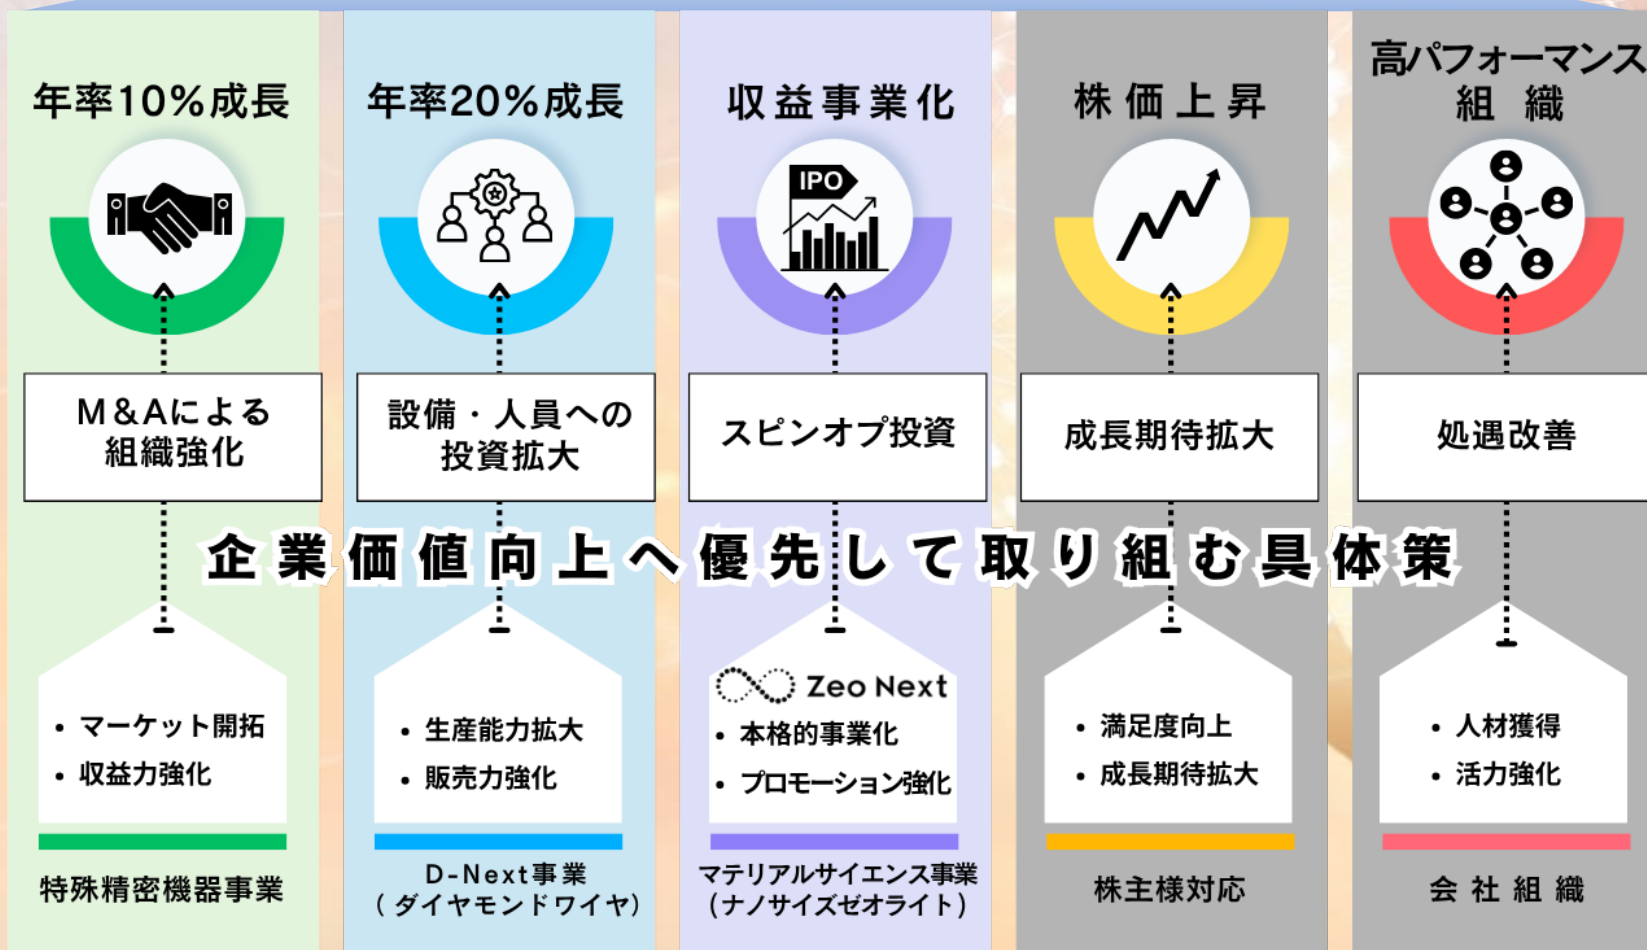 年率10%成長
M&Aによる
組織強化
・マーケット開拓
・収益力強化
特殊精密機器事業
年率20%成長
設備・人員への
投資拡大
・生産能力拡大
・販売力強化
D-Next事業
（ダイヤモンドワイヤ）
収益事業化
IPO
スピンオプ投資
Zeo Next
・本格的事業化
・プロモーション強化
マテリアルサイエンス事業
（ナノサイズゼオライト）
株価上昇
成長期待拡大
・満足度向上
・成長期待拡大
株主様対応
高パフォーマンス
組織
処遇改善
・人材獲得
・活力強化
会社組織
企業価値向上へ優先して取り組む具体策